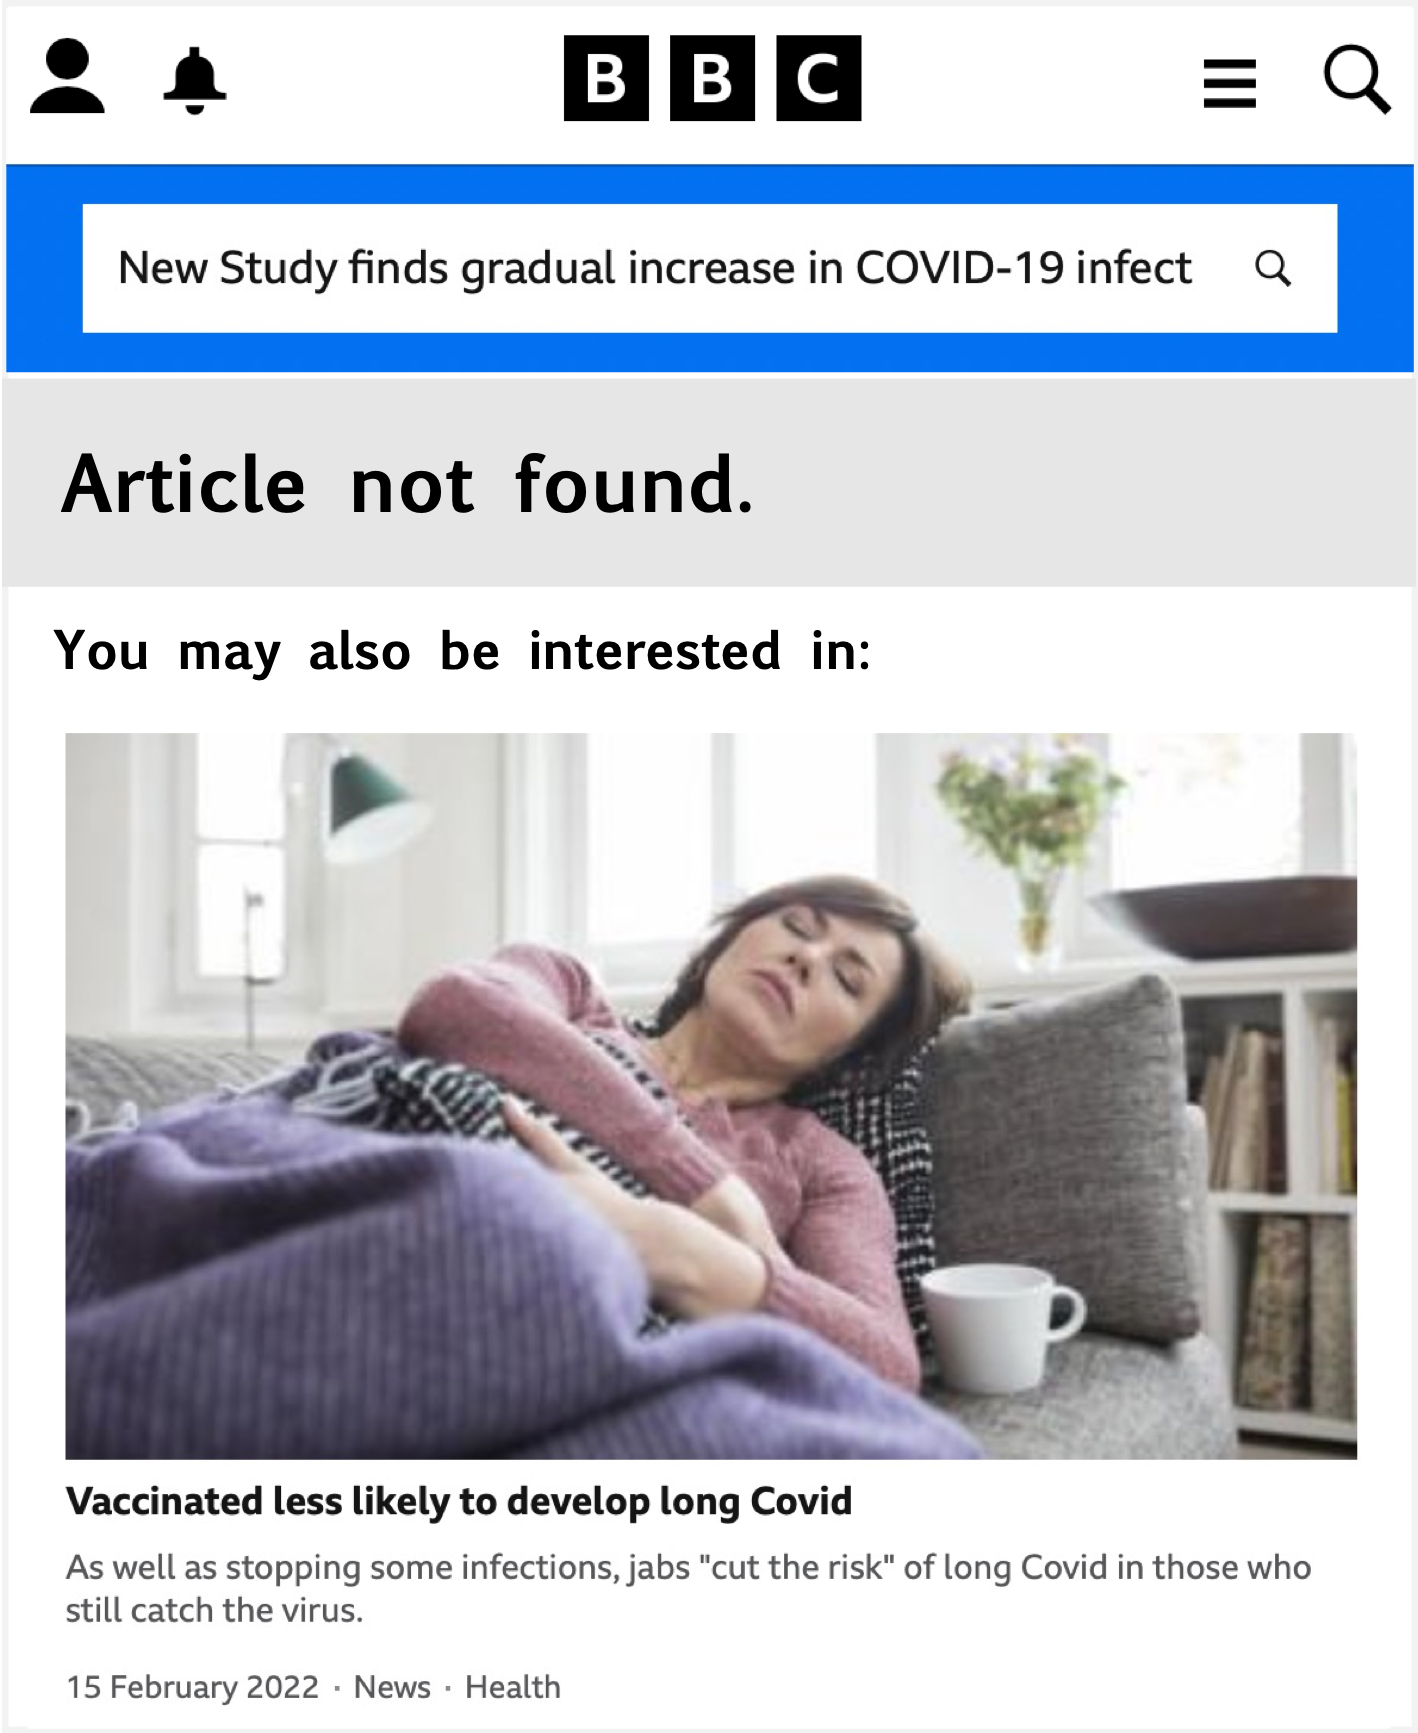 BBC
New Study finds gradual increase in COVID-19 infect
Article not found.
You may also be interested in:
Vaccinated less likely to develop long Covid
As well as stopping some infections, jabs "cut the risk" of long Covid in those who
still catch the virus.
15 February 2022 · News · Health